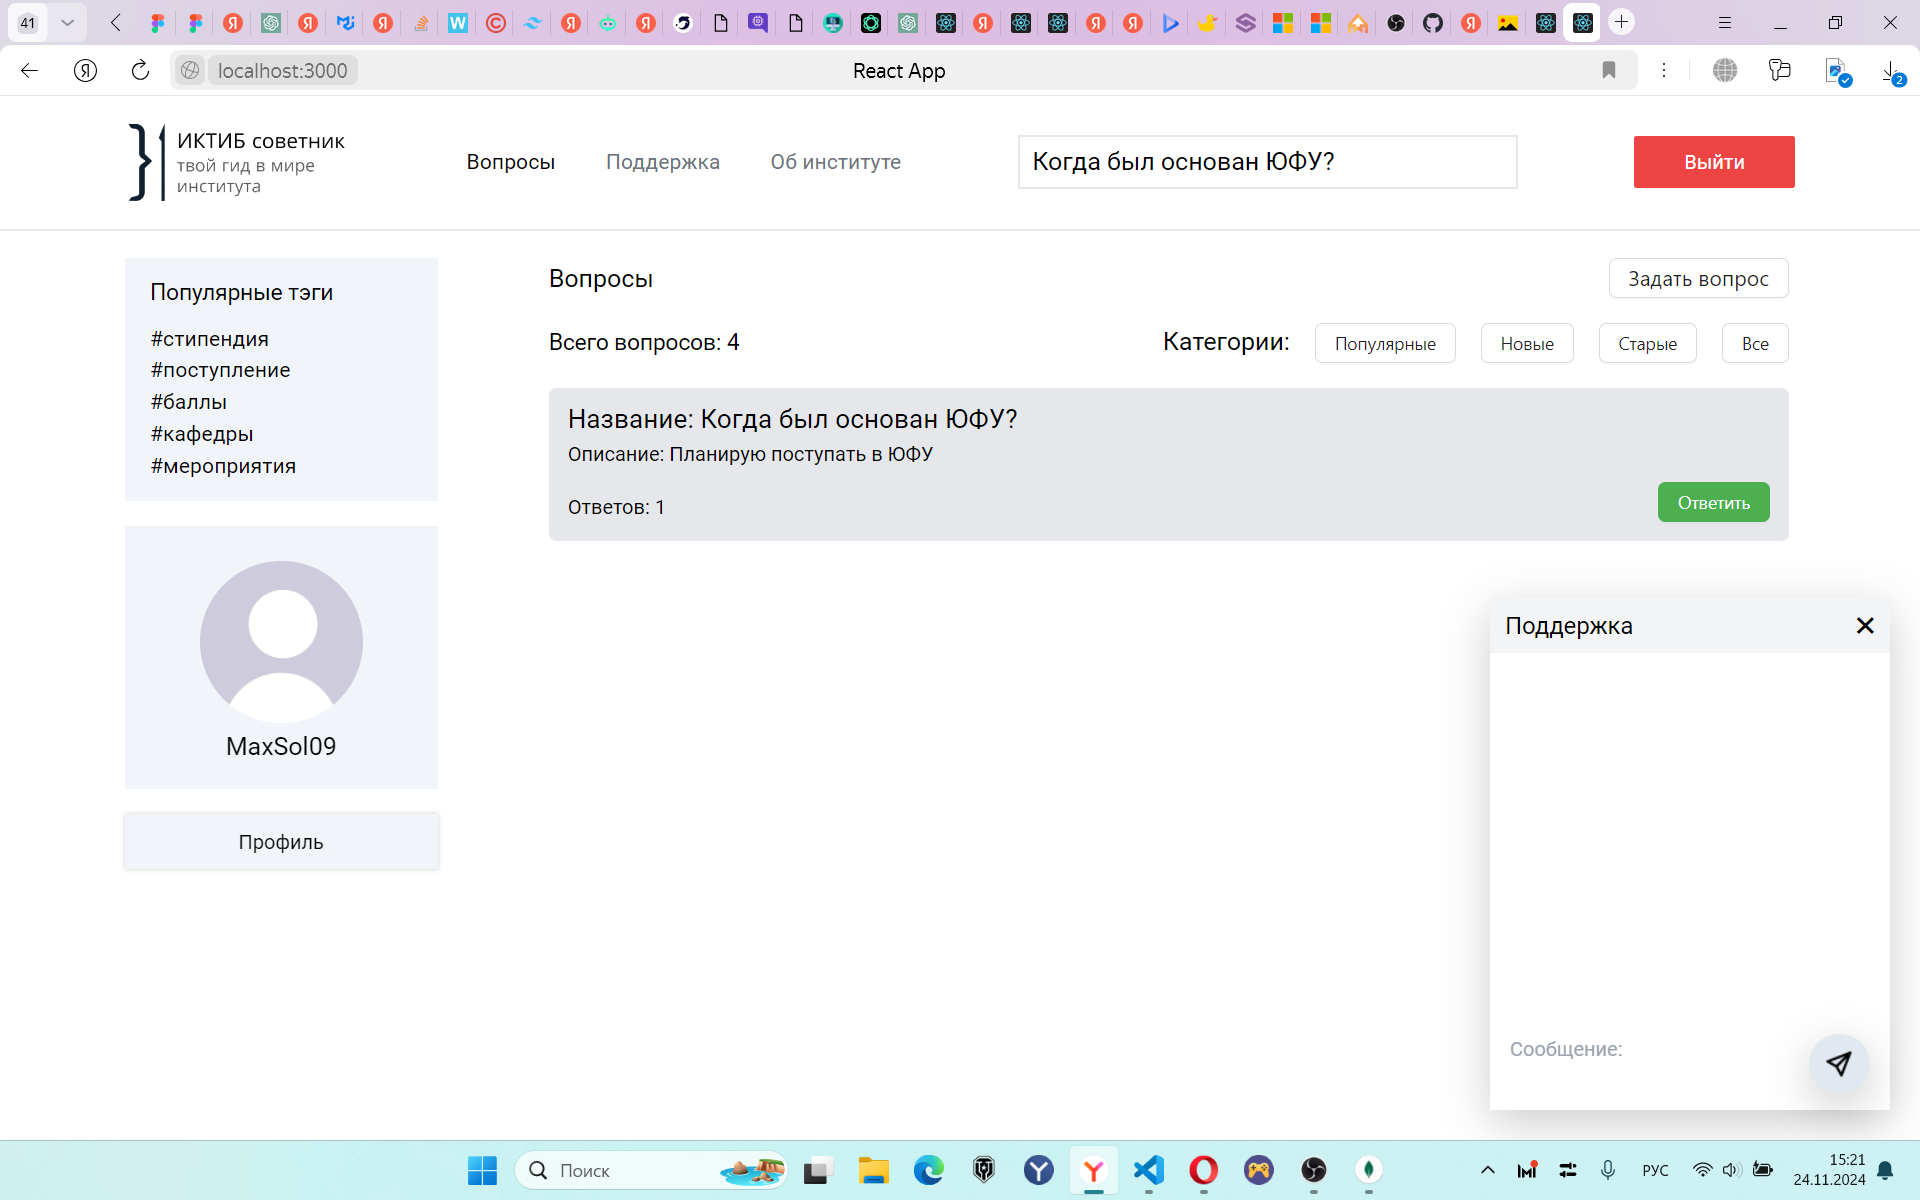 41
localhost:3000
React App
2
ИКТИБ советник
твой гид в мире
института
Вопросы
Поддержка
Об институте
Когда был основан ЮФУ?
Выйти
Популярные тэги
#стипендия
#поступление
#баллы
#кафедры
#мероприятия
MaxSol09
Профиль
Вопросы
Задать вопрос
Всего вопросов: 4
Категории:
Популярные
Новые
Старые
Все
Название: Когда был основан ЮФУ?
Описание: Планирую поступать в ЮФУ
Ответов: 1
Ответить
Поддержка
Сообщение:
Поиск
РУС
15:21
24.11.2024